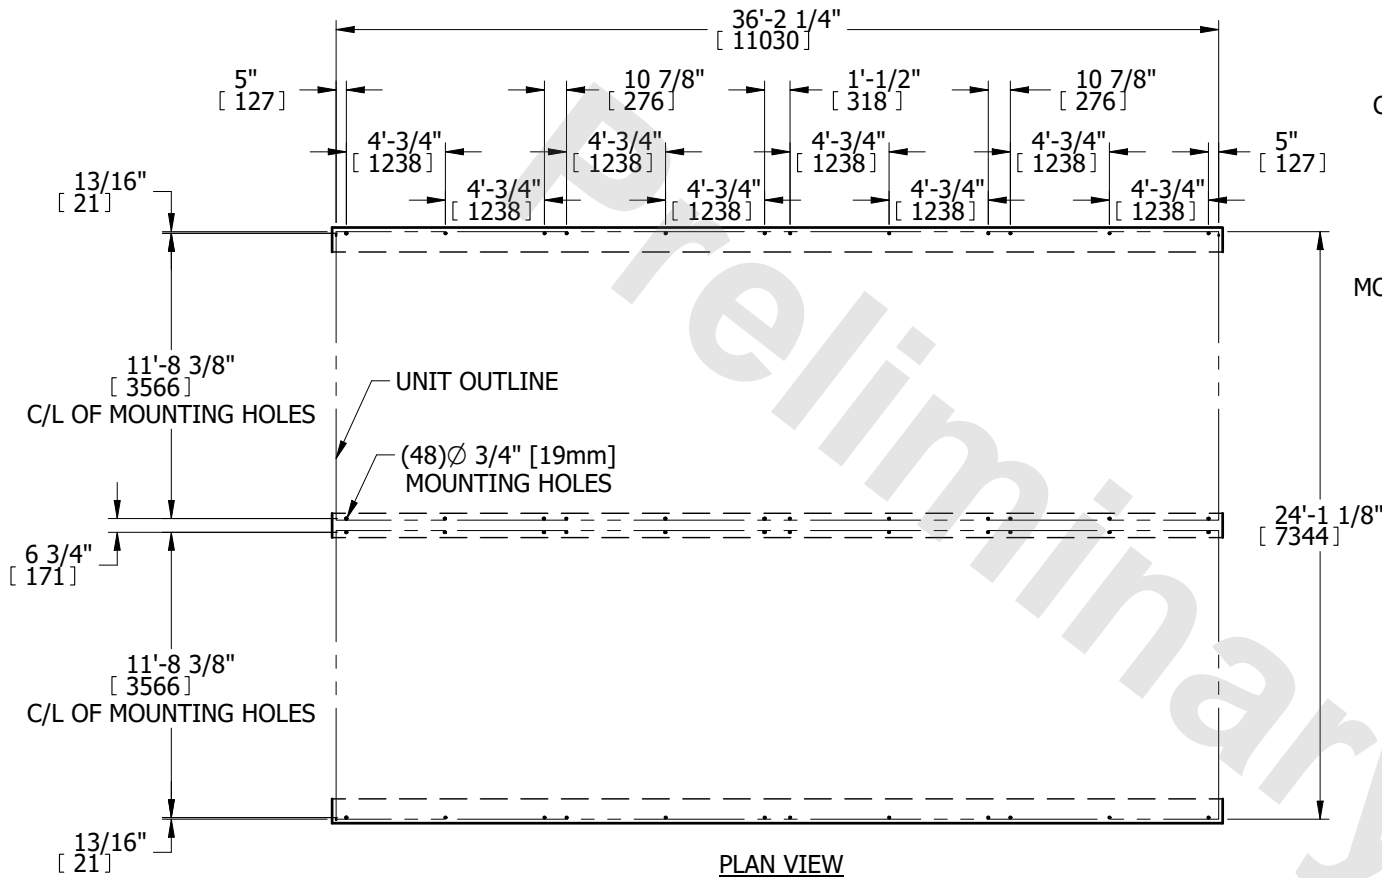 36'-2 1/4"
[ 11030 ]
5"
[ 127 ]
10 7/8"
[ 276 ]
1'-1/2"
[ 318 ]
10 7/8"
[ 276 ]
C
4'-3/4"
[ 1238 ]
4'-3/4"
[ 1238 ]
4'-3/4"
[ 1238 ]
4'-3/4"
[ 1238 ]
5"
[ 127 ]
13/16"
[ 21 ]
4'-3/4"
[ 1238 ]
4'-3/4"
[ 1238 ]
4'-3/4"
[ 1238 ]
4'-3/4"
[ 1238 ]
MO
11'-8 3/8"
[ 3566 ]
C/L OF MOUNTING HOLES
UNIT OUTLINE
(48)Ø 3/4" [19mm]
MOUNTING HOLES
6 3/4"
[ 171 ]
24'-1 1/8"
[ 7344 ]
11'-8 3/8"
[ 3566 ]
C/L OF MOUNTING HOLES
13/16"
[ 21 ]
PLAN VIEW
Preliminary